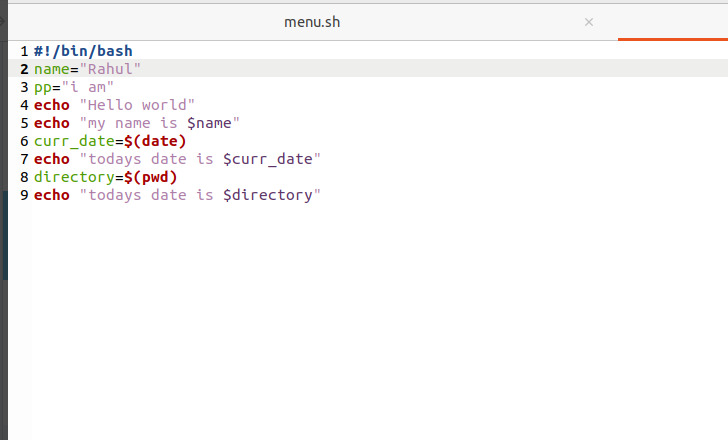 menu.sh ×
1 #!/bin/bash
2 name="Rahul"
3 pp="i am"
4 echo "Hello world"
5 echo "my name is $name"
6 curr_date=$(date)
7 echo "todays date is $curr_date"
8 directory=$(pwd)
9 echo "todays date is $directory"